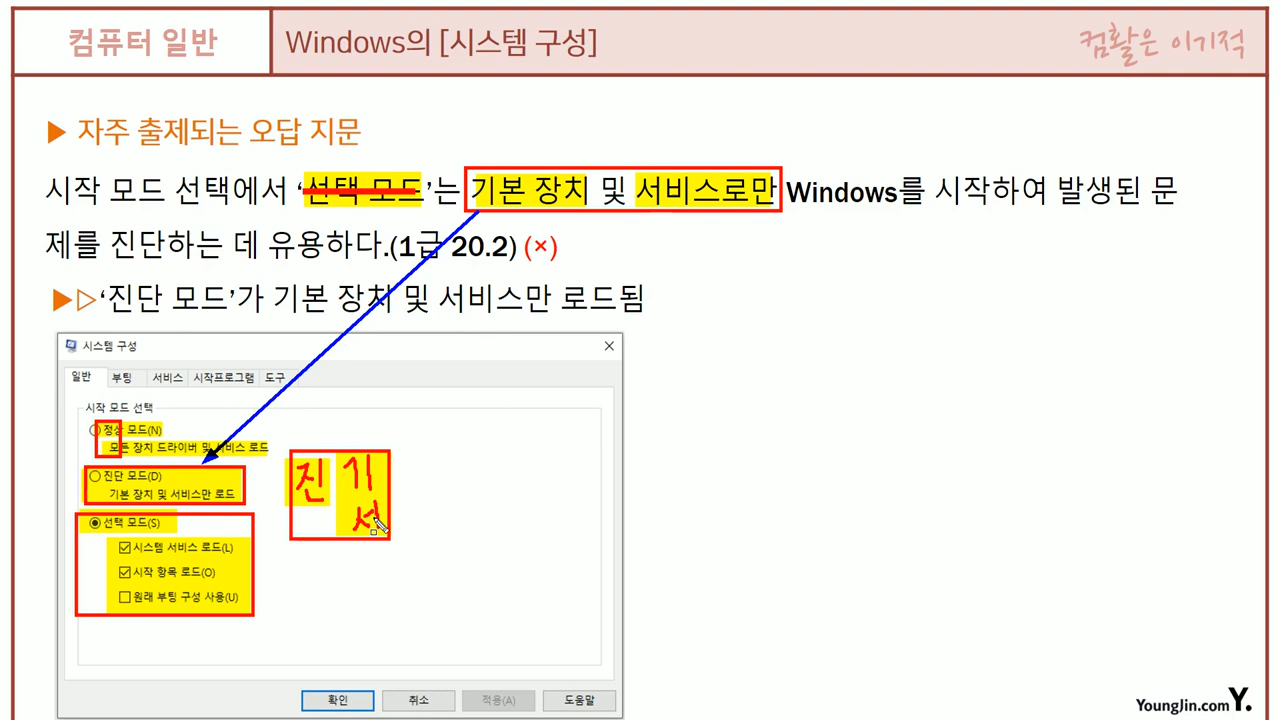 컴퓨터 일반
Windows의 [시스템 구성]
컴활은 이기적
▶ 자주 출제되는 오답 지문
시작 모드 선택에서 ‘선택 모드’는 기본 장치 및 서비스로만 Windows를 시작하여 발생된 문
제를 진단하는 데 유용하다.(1급 20.2) (×)
▶▷‘진단 모드’가 기본 장치 및 서비스만 로드됨
시스템 구성
일반 부팅 서비스 시작프로그램 도구
시작 모드 선택
정상 모드(N)
모든 장치 드라이버 및 서비스 로드
진단 모드(D)
기본 장치 및 서비스만 로드
선택 모드(S)
시스템 서비스 로드(L)
시작 항목 로드(O)
원래 부팅 구성 사용(U)
진 기
확인 취소 적용(A) 도움말
YoungJin.com Y.